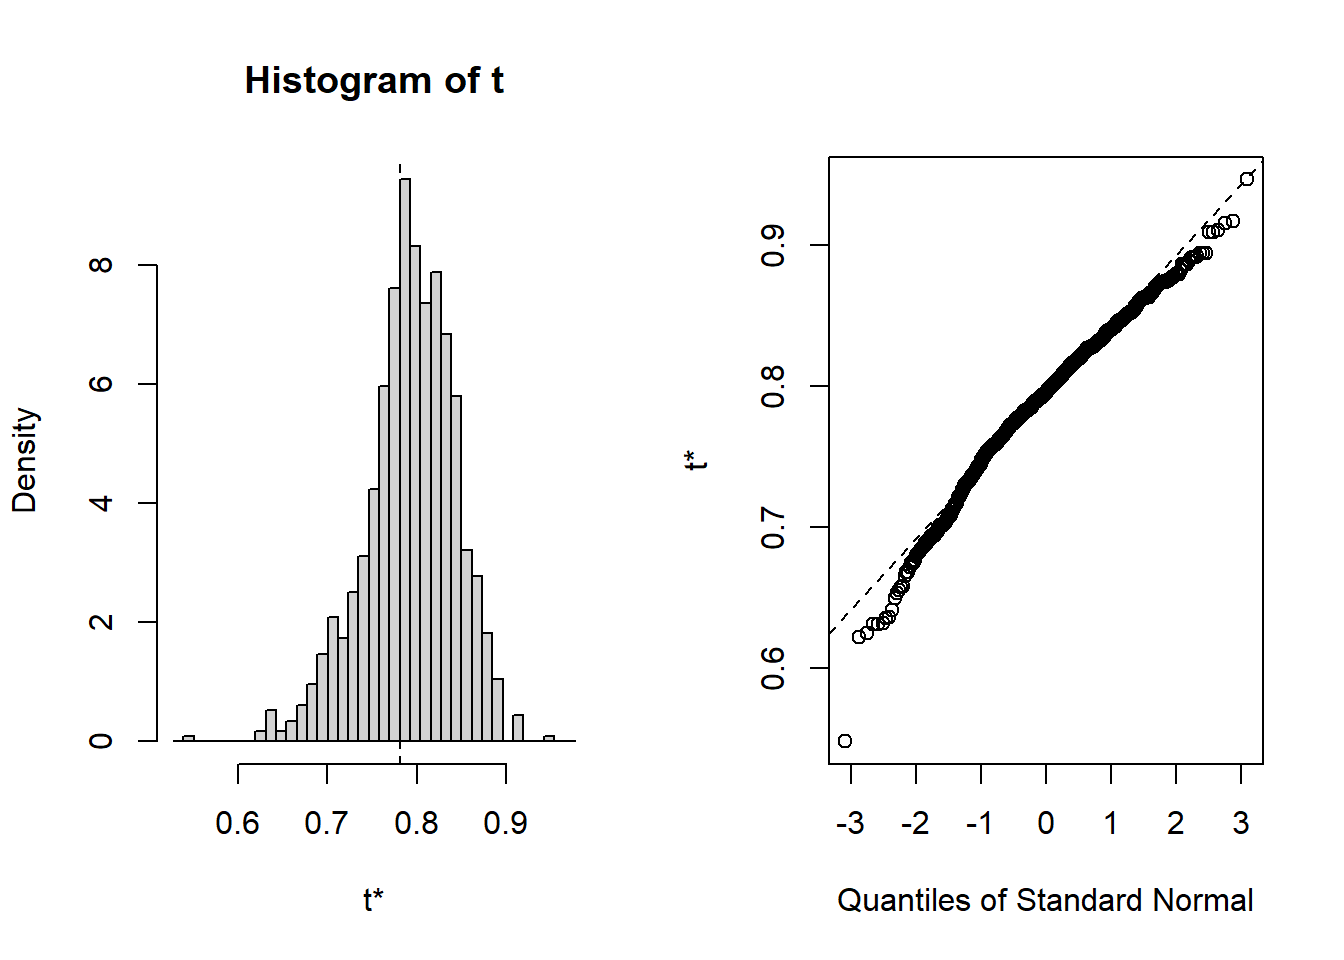 Histogram of t
Density
0
2
4
6
8
0.6 0.7 0.8 0.9
t*
t*
0.6
0.7
0.8
0.9
-3 -2 -1 0 1 2 3
Quantiles of Standard Normal